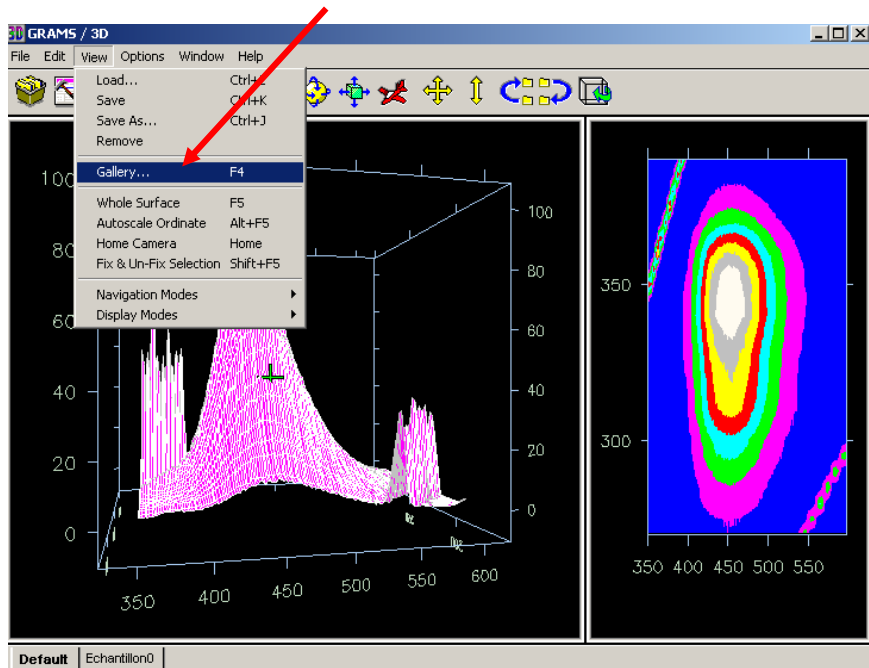 3D GRAMS / 3D
File Edit View Options Window Help
Load... Ctrl+L
Save Ctrl+K
Save As... Ctrl+J
Remove
Gallery... F4
Whole Surface F5
Autoscale Ordinate Alt+F5
Home Camera Home
Fix & Un-Fix Selection Shift+F5
Navigation Modes
Display Modes
100
80
60
40
20
0
100
80
60
40
20
0
350 400 450 500 550 600
350
300
350 400 450 500 550
Default Echantillon0